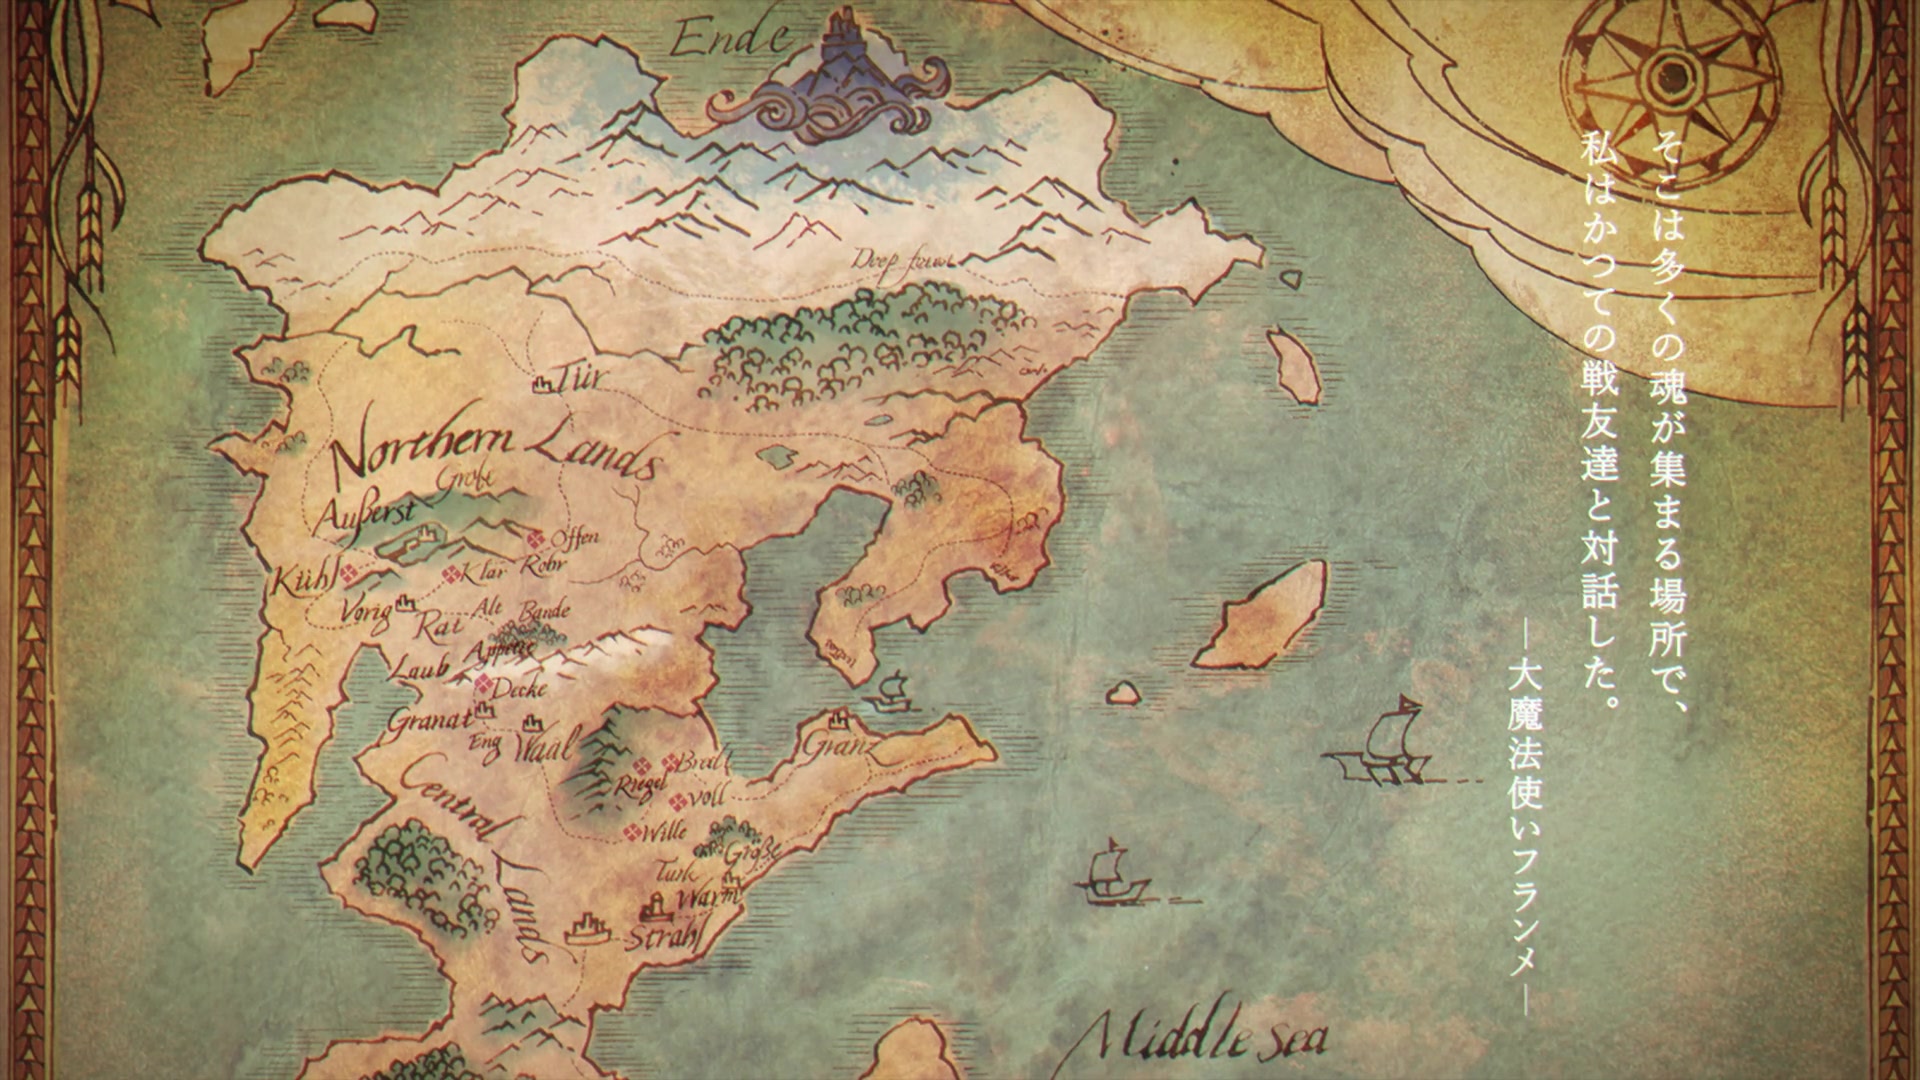 そこは多くの魂が集まる場所で、
私はかつての戦友達と対話した。
―大魔法使いフランメ―
Ende
Deep forest
Tür
Northern Lands
Große
Außerst
Offen
Rohr
Kühl
Klar
Vorig
Rai
Alt
Bande
Laub
Appetit
Decke
Granat
Eng
Waal
Granz
Bralt
Riegel
Voll
Central Lands
Wille
Große
Turk
Warm
Strahl
Middle Sea